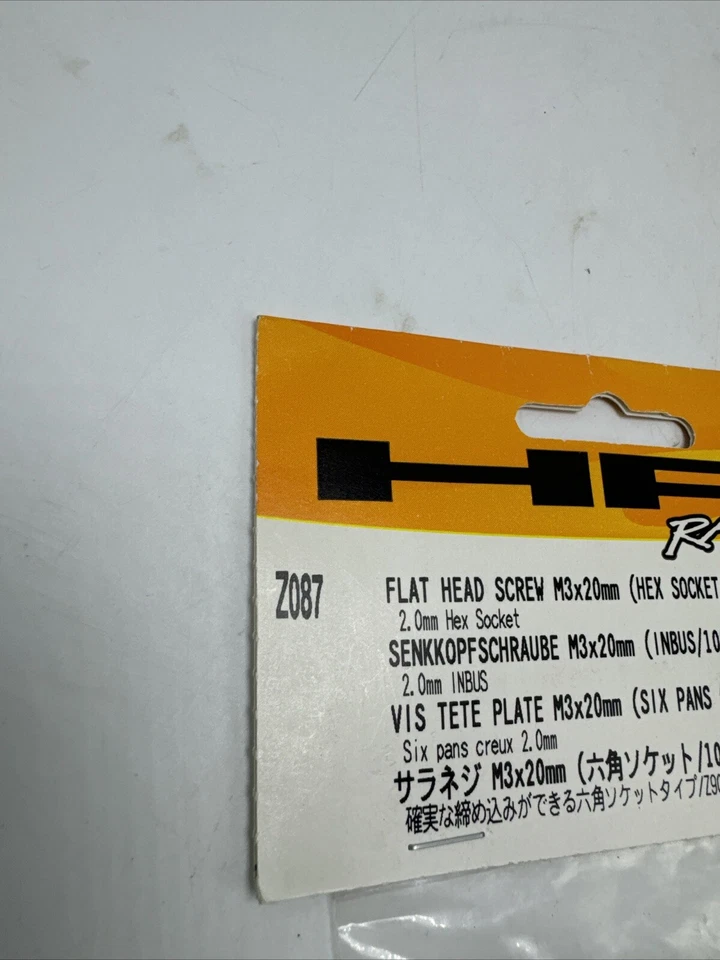 Z087
FLAT HEAD SCREW M3x20mm (HEX SOCKET
2.0mm Hex Socket
SENKKOPFSCHRAUBE M3x20mm (INBUS/10
2.0mm INBUS
VIS TETE PLATE M3x20mm (SIX PANS
Six pans creux 2.0mm
サラネジ M3x20mm (六角ソケット/10
確実な締め込みができる六角ソケットタイプ/Z90